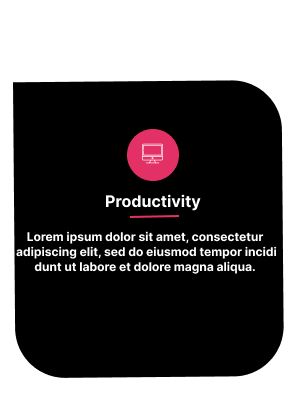 Productivity
Lorem ipsum dolor sit amet, consectetur
adipiscing elit, sed do eiusmod tempor incidi
dunt ut labore et dolore magna aliqua.